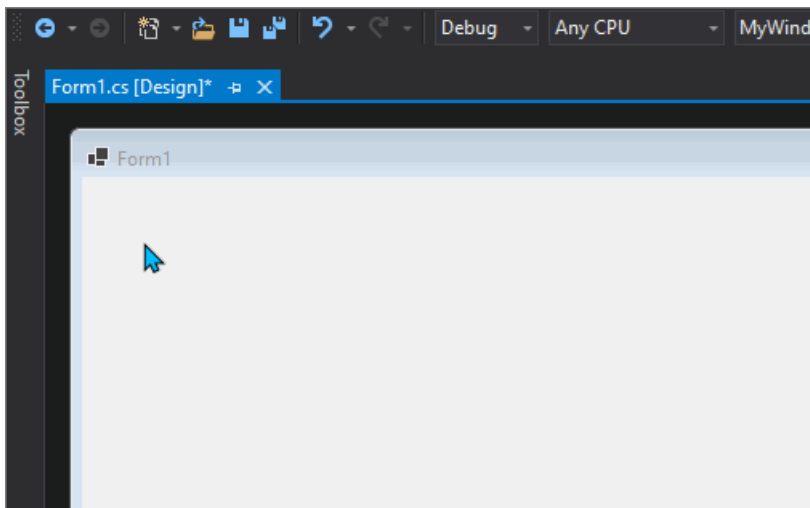 Debug
Any CPU
MyWind
Toolbox
Form1.cs [Design]*
Form1